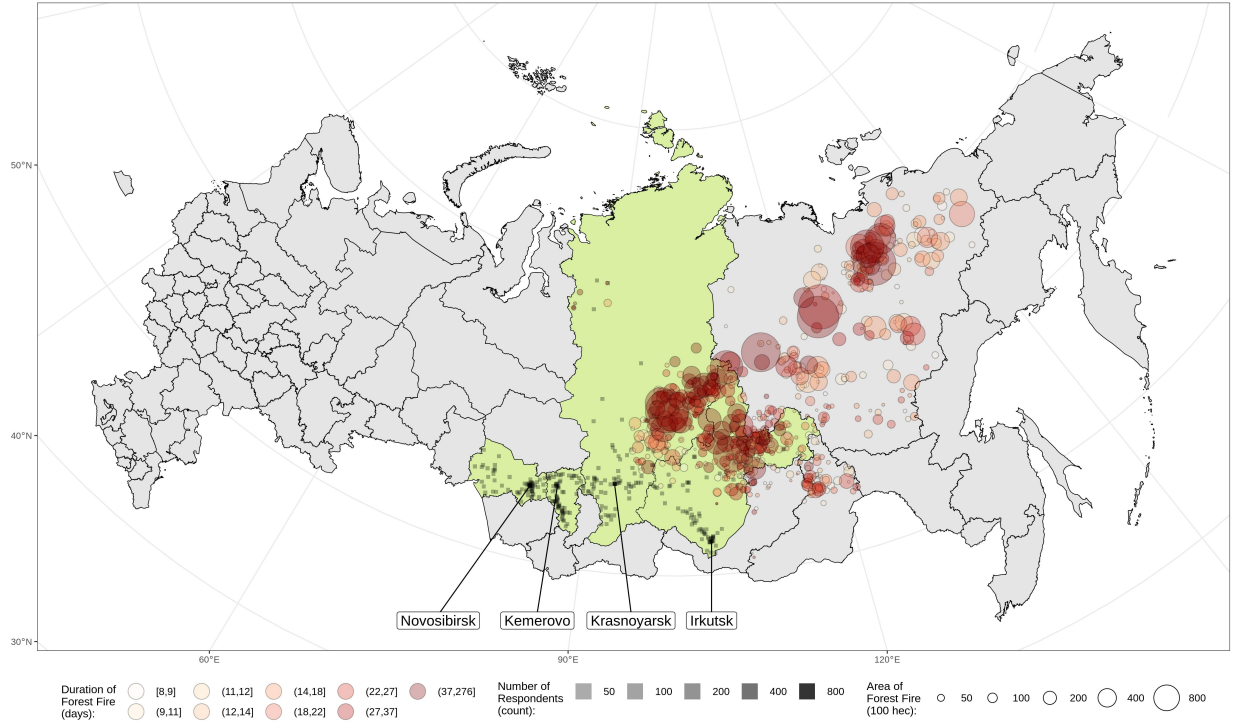 50°N
40°N
30°N
Novosibirsk
Kemerovo
Krasnoyarsk
Irkutsk
60°E
90°E
120°E
Duration of
Forest Fire
(days):
[8,9]
(9,11]
(11,12]
(12,14]
(14,18]
(18,22]
(22,27]
(27,37]
(37,276]
Number of
Respondents
(count):
50
100
200
400
800
Area of
Forest Fire
(100 hec):
50
100
200
400
800